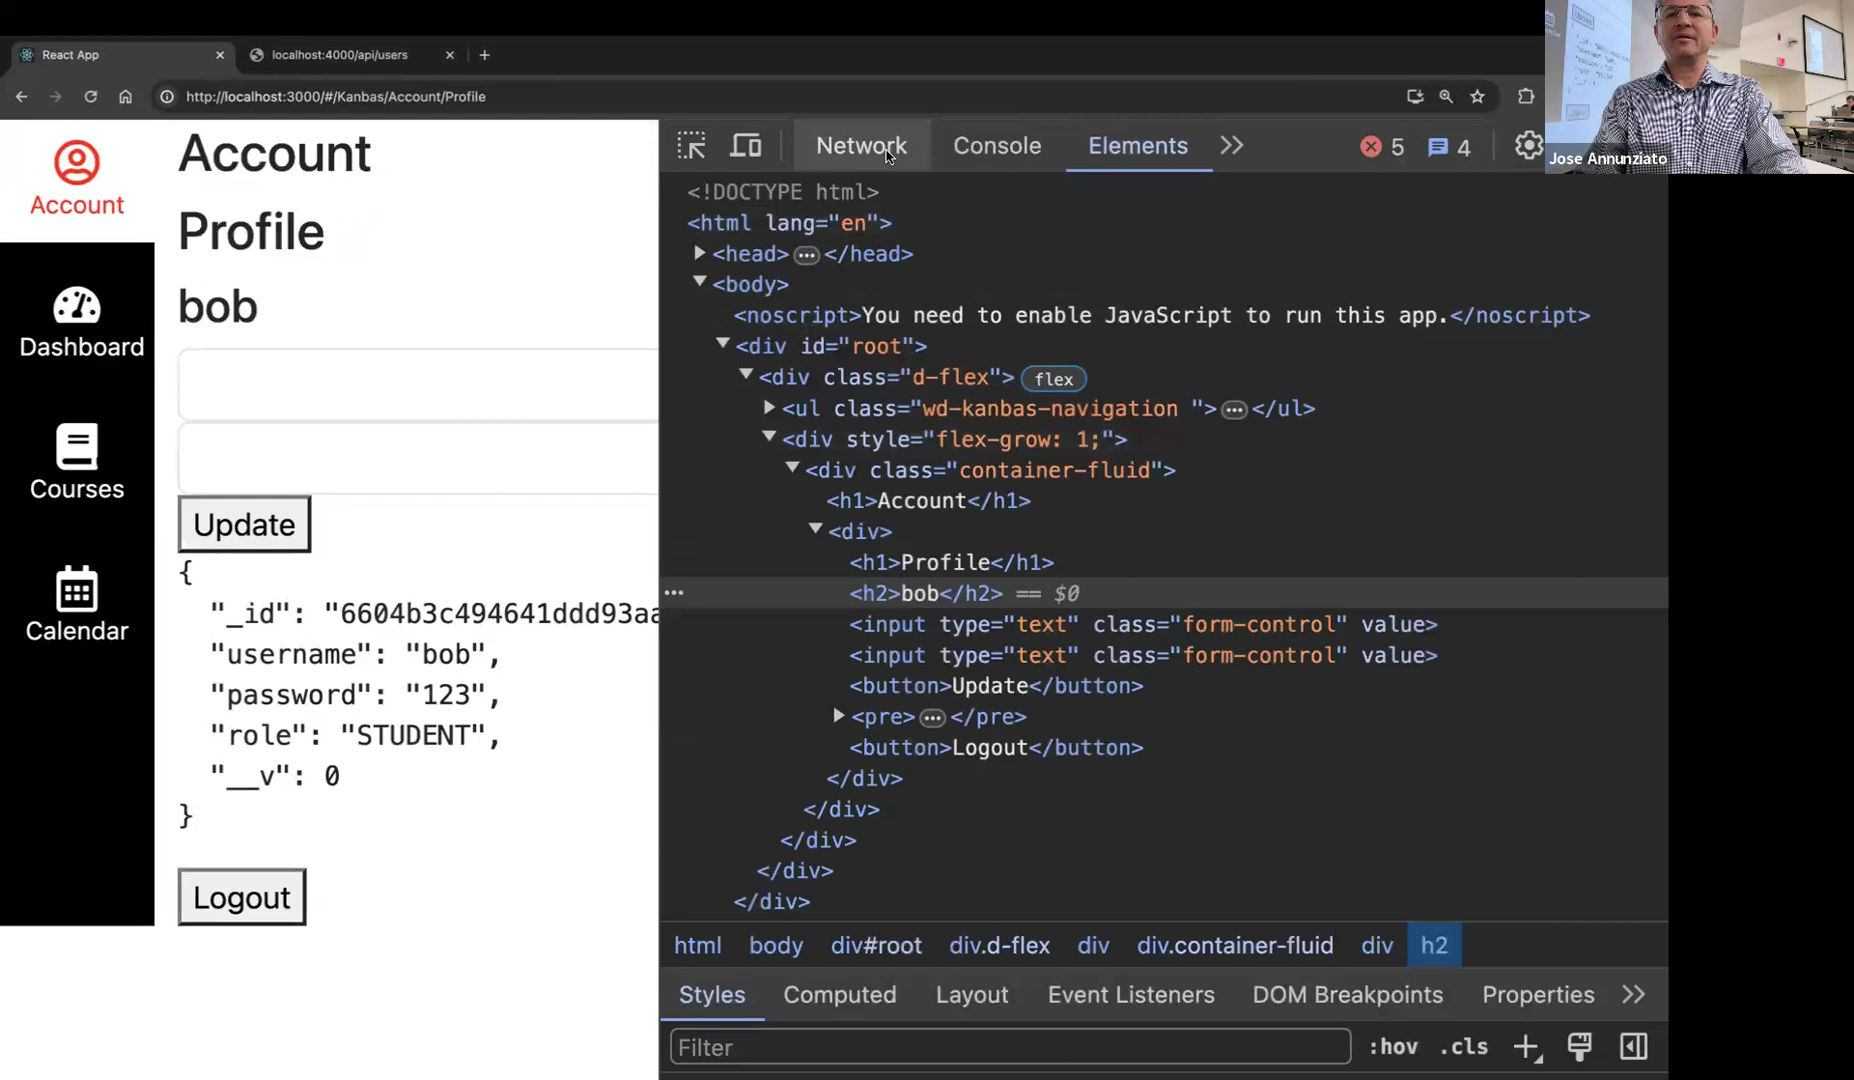 React App
localhost:4000/api/users
http://localhost:3000/#/Kanbas/Account/Profile
Account
Dashboard
Courses
Calendar
Account
Profile
bob
Update
{
"_id": "6604b3c494641ddd93aa
"username": "bob",
"password": "123",
"role": "STUDENT",
"__v": 0
}
Logout
Network Console Elements 5 4
<!DOCTYPE html>
<html lang="en">
<head> ••• </head>
<body>
<noscript>You need to enable JavaScript to run this app.</noscript>
<div id="root">
<div class="d-flex"> flex
<ul class="wd-kanbas-navigation "> ••• </ul>
<div style="flex-grow: 1;">
<div class="container-fluid">
<h1>Account</h1>
<div>
<h1>Profile</h1>
••• <h2>bob</h2> == $0
<input type="text" class="form-control" value>
<input type="text" class="form-control" value>
<button>Update</button>
<pre> ••• </pre>
<button>Logout</button>
</div>
</div>
</div>
</div>
</div>
html body div#root div.d-flex div div.container-fluid div h2
Styles Computed Layout Event Listeners DOM Breakpoints Properties
Filter :hov .cls
Jose Annunziato